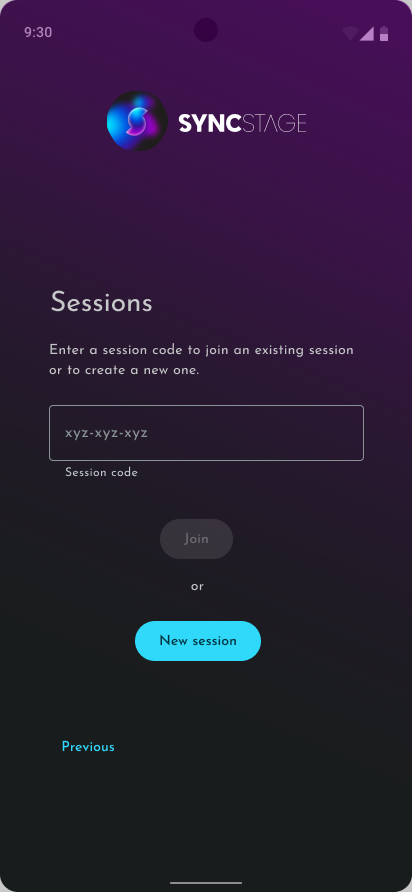 9:30
SYNCSTAGE
Sessions
Enter a session code to join an existing session
or to create a new one.
xyz-xyz-xyz
Session code
Join
or
New session
Previous